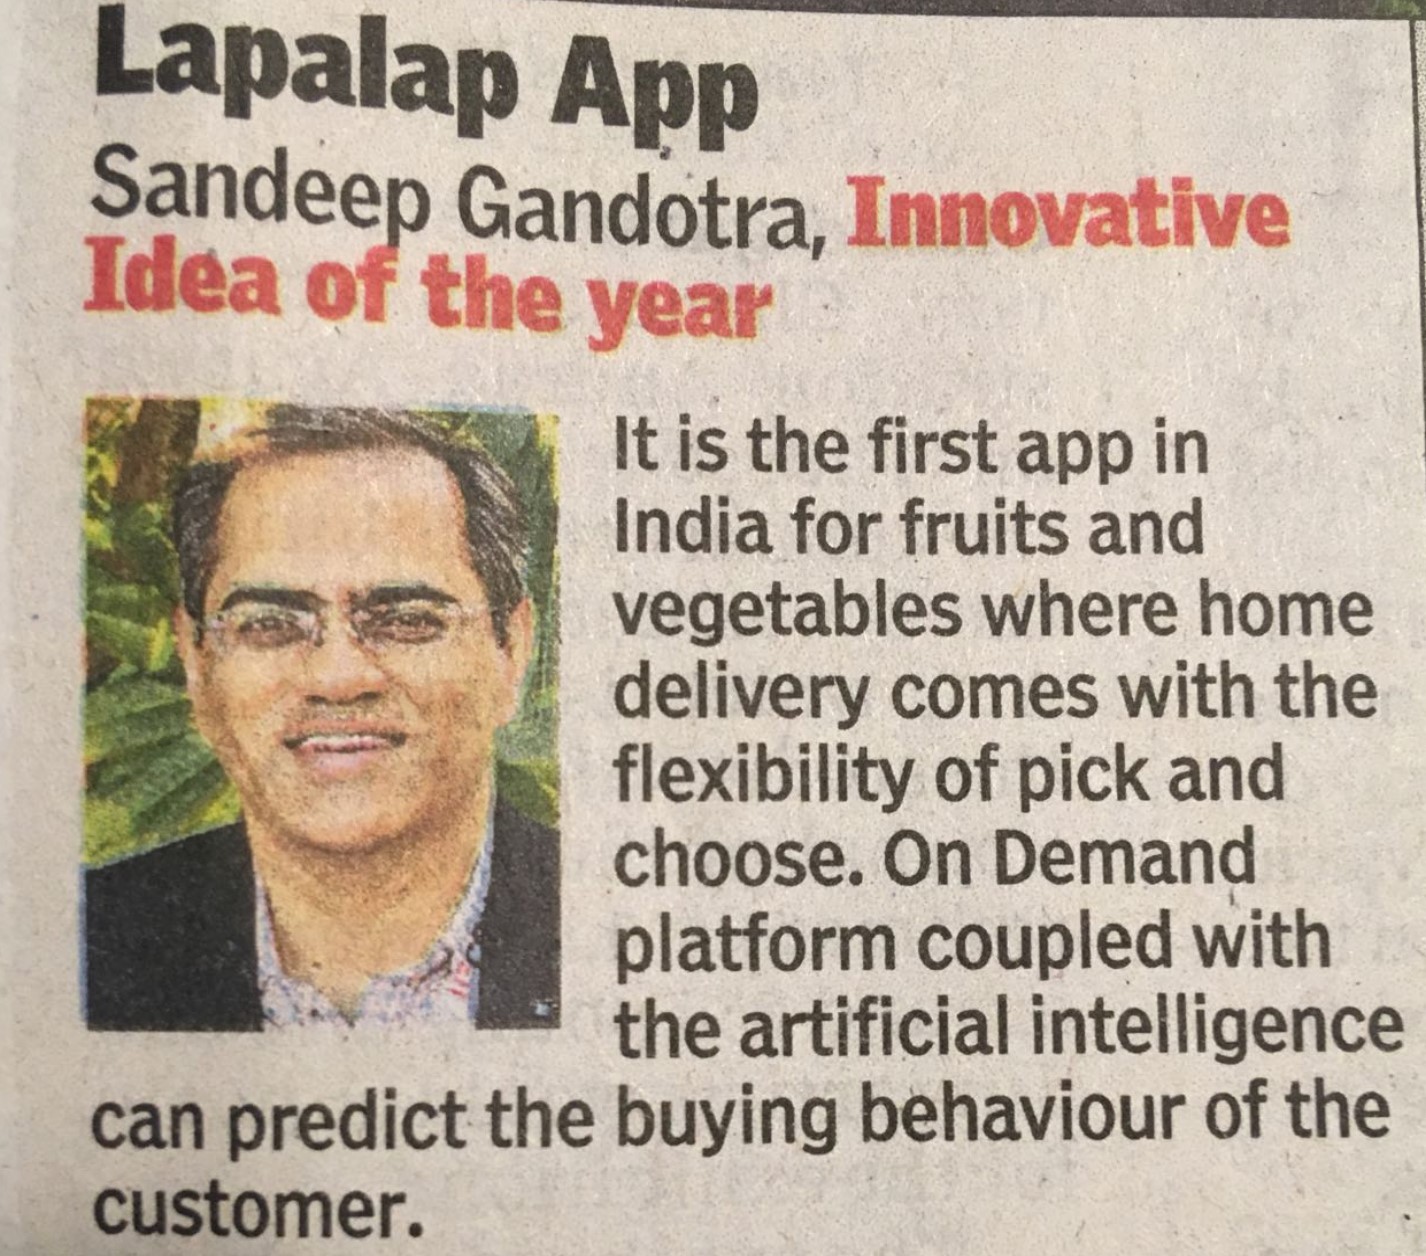 Lapalap App
Sandeep Gandotra, Innovative
Idea of the year
It is the first app in
India for fruits and
vegetables where home
delivery comes with the
flexibility of pick and
choose. On Demand
platform coupled with
the artificial intelligence
can predict the buying behaviour of the
customer.